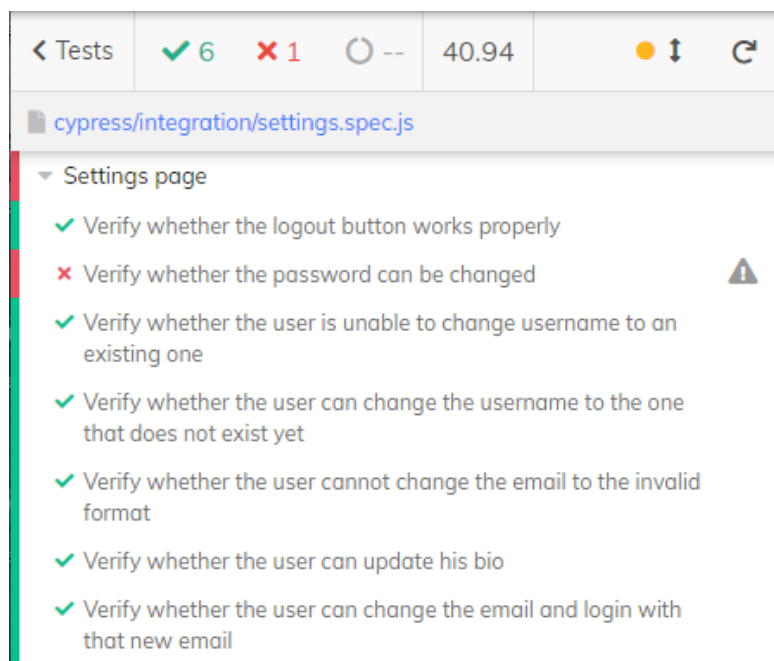 Tests 6 1 -- 40.94
cypress/integration/settings.spec.js
Settings page
Verify whether the logout button works properly
Verify whether the password can be changed
Verify whether the user is unable to change username to an
existing one
Verify whether the user can change the username to the one
that does not exist yet
Verify whether the user cannot change the email to the invalid
format
Verify whether the user can update his bio
Verify whether the user can change the email and login with
that new email